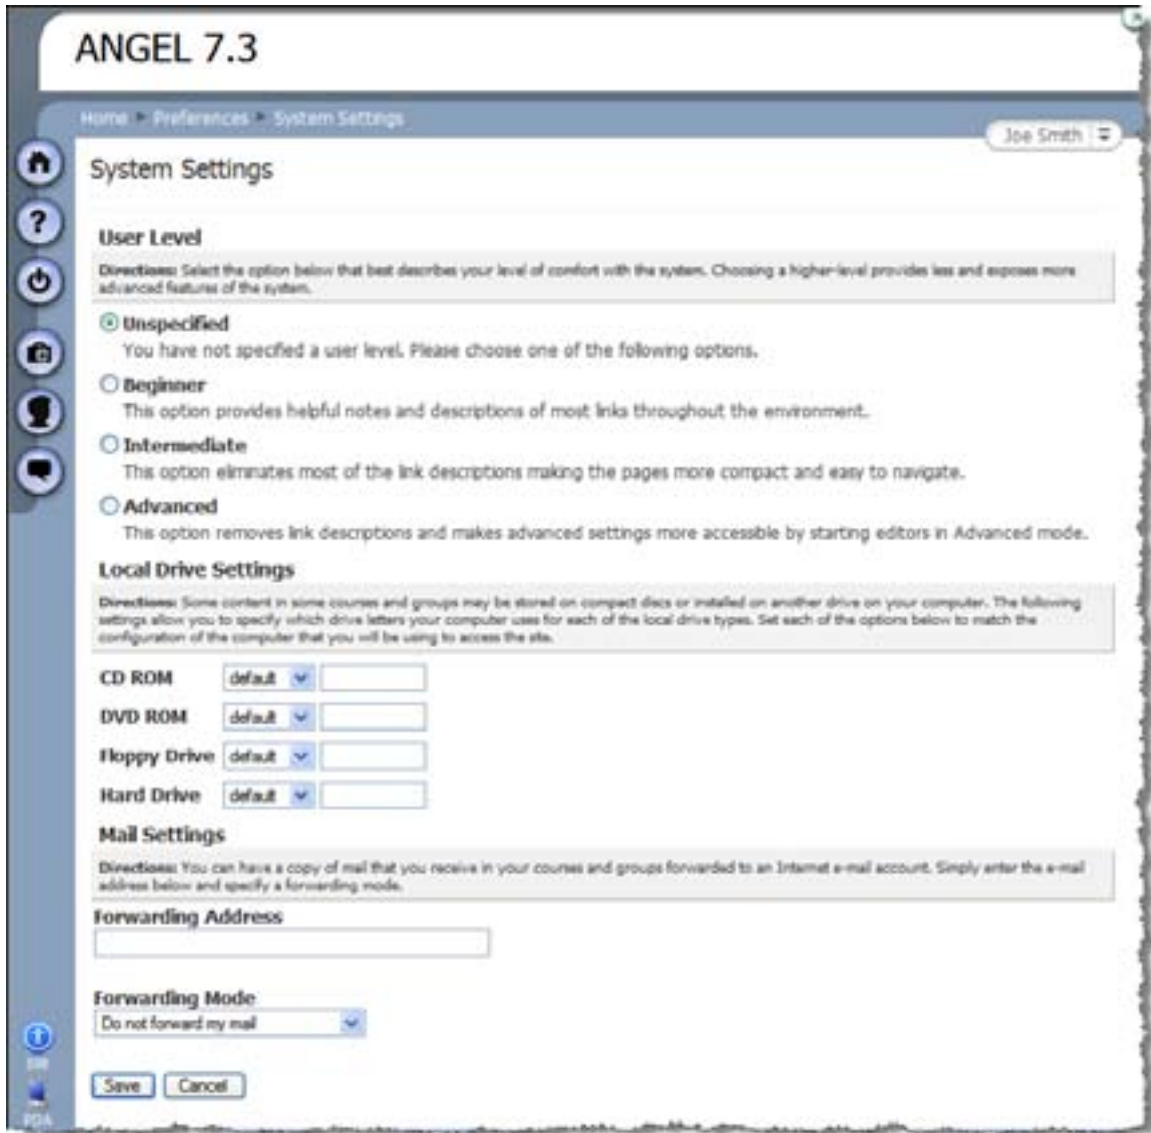 ANGEL 7.3
Home Preferences System Settings
Joe Smith
System Settings
?
User Level
Directions: Select the option below that best describes your level of comfort with the system. Choosing a higher-level provides less and exposes more
advanced features of the system.
Unspecified
You have not specified a user level. Please choose one of the following options.
Beginner
This option provides helpful notes and descriptions of most links throughout the environment.
Intermediate
This option eliminates most of the link descriptions making the pages more compact and easy to navigate.
Advanced
This option removes link descriptions and makes advanced settings more accessible by starting editors in Advanced mode.
Local Drive Settings
Directions: Some content in some courses and groups may be stored on compact discs or installed on another drive on your computer. The following
settings allow you to specify which drive letters your computer uses for each of the local drive types. Set each of the options below to match the
configuration of the computer that you will be using to access the site.
CD ROM default
DVD ROM default
Floppy Drive default
Hard Drive default
Mail Settings
Directions: You can have a copy of mail that you receive in your courses and groups forwarded to an Internet e-mail account. Simply enter the e-mail
address below and specify a forwarding mode.
Forwarding Address
Forwarding Mode
Do not forward my mail
Save Cancel
PDA